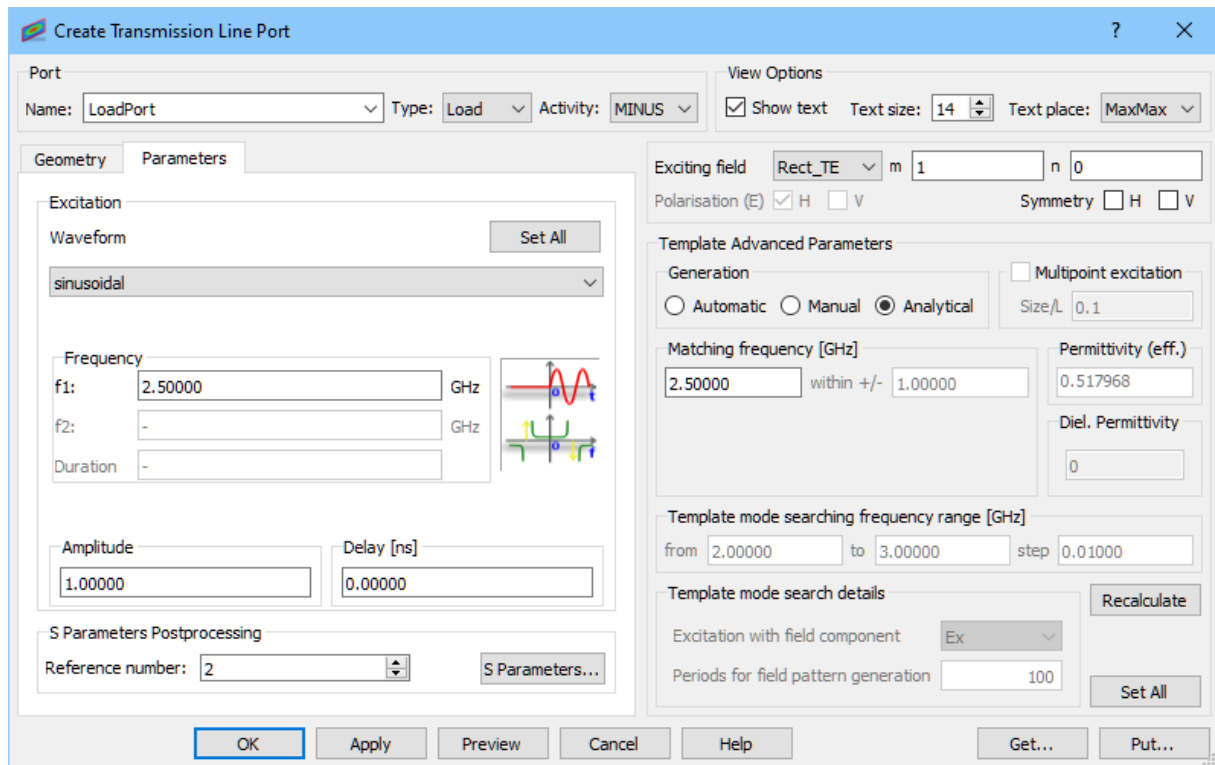 Create Transmission Line Port ?
Port
Name: LoadPort Type: Load Activity: MINUS
View Options
Show text Text size: 14 Text place: MaxMax
Geometry Parameters
Excitation
Waveform Set All
sinusoidal
Frequency
f1: 2.50000 GHz
f2: - GHz
Duration -
0 t
0 f
Amplitude
1.00000
Delay [ns]
0.00000
S Parameters Postprocessing
Reference number: 2 S Parameters...
Exciting field Rect_TE m 1 n 0
Polarisation (E) H V Symmetry H V
Template Advanced Parameters
Generation
Automatic Manual Analytical
Multipoint excitation
Size/L 0.1
Matching frequency [GHz]
2.50000 within +/- 1.00000
Permittivity (eff.)
0.517968
Diel. Permittivity
0
Template mode searching frequency range [GHz]
from 2.00000 to 3.00000 step 0.01000
Template mode search details
Excitation with field component Ex
Periods for field pattern generation 100
Recalculate
Set All
OK Apply Preview Cancel Help Get... Put...